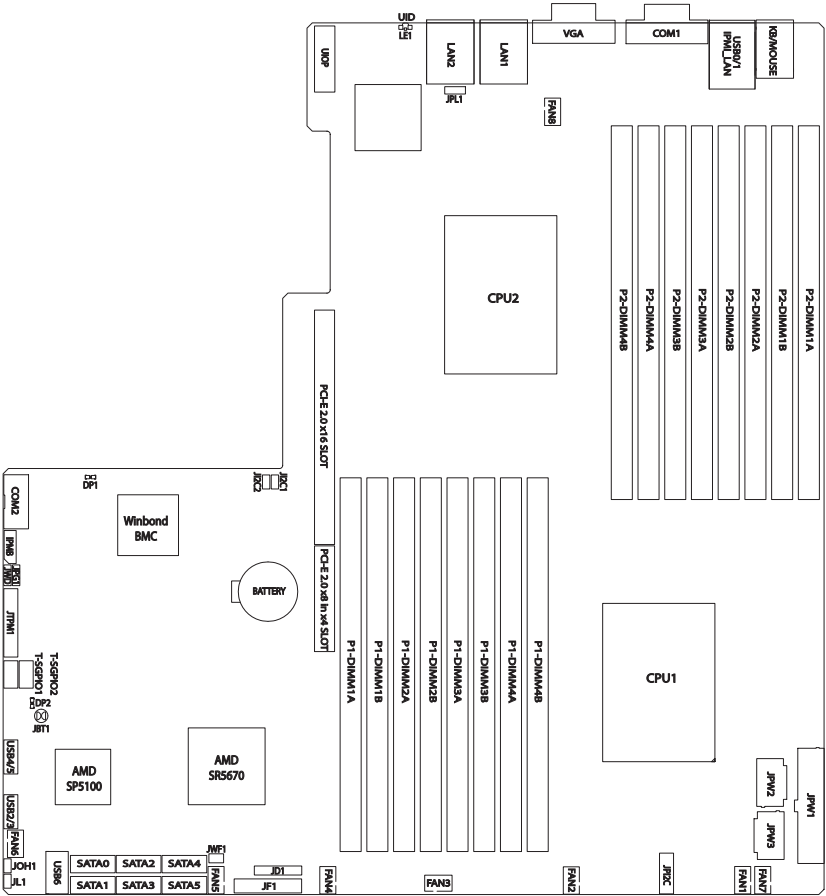 UID
LE1
UIOP
LAN2
LAN1
VGA
COM1
USB0/1
IPMI_LAN
KB/MOUSE
JPL1
FAN8
CPU2
P2-DIMM4B
P2-DIMM4A
P2-DIMM3B
P2-DIMM3A
P2-DIMM2B
P2-DIMM2A
P2-DIMM1B
P2-DIMM1A
PCI-E 2.0 x16 SLOT
COM2
DP1
JI2C2
JI2C1
Winbond
BMC
IPMB
JWD
JPG1
BATTERY
PCI-E 2.0 x8 in x4 SLOT
JTPM1
T-SGPIO1
T-SGPIO2
DP2
JBT1
P1-DIMM1A
P1-DIMM1B
P1-DIMM2A
P1-DIMM2B
P1-DIMM3A
P1-DIMM3B
P1-DIMM4A
P1-DIMM4B
CPU1
USB4/5
AMD
SP5100
AMD
SR5670
JPW2
JPW1
USB2/3
FAN6
JPW3
JOH1
JL1
USB6
SATA0
SATA2
SATA4
SATA1
SATA3
SATA5
JWF1
FAN5
JD1
JF1
FAN4
FAN3
FAN2
JPI2C
FAN1
FAN7